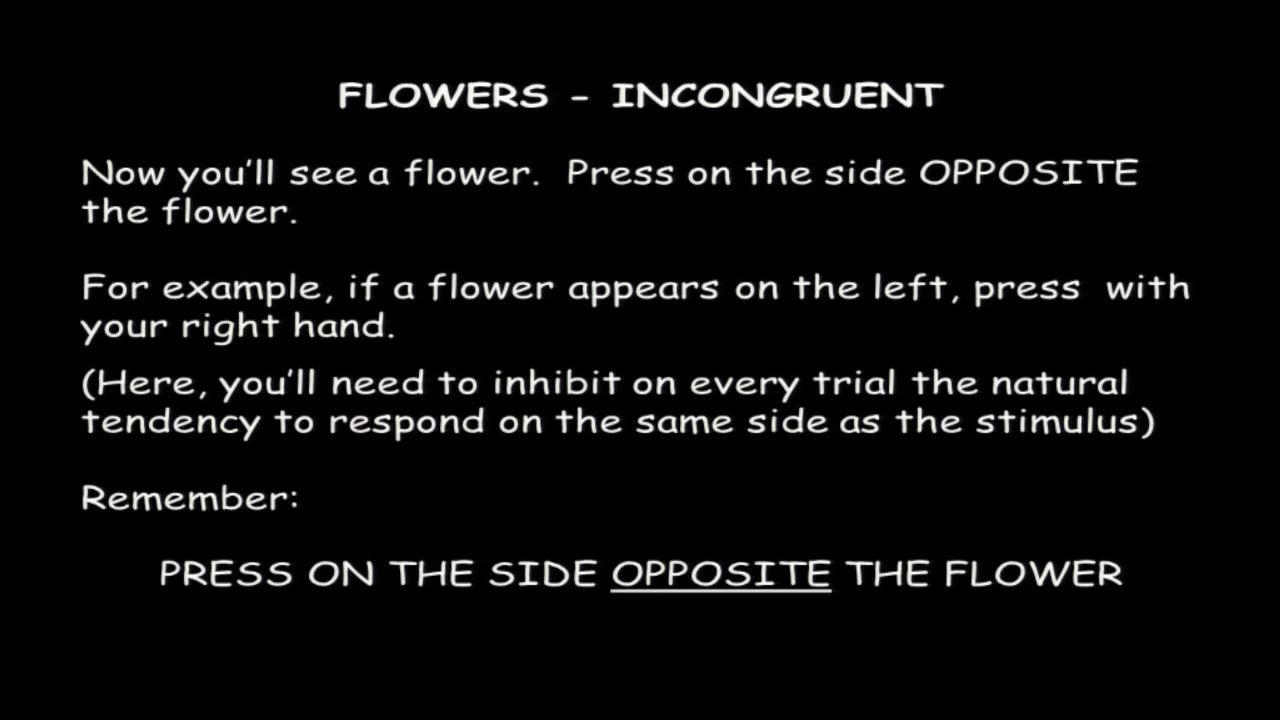 FLOWERS - INCONGRUENT
Now you'll see a flower.  Press on the side OPPOSITE
the flower.
For example, if a flower appears on the left, press  with
your right hand.
(Here, you'll need to inhibit on every trial the natural
tendency to respond on the same side as the stimulus)
Remember:
PRESS ON THE SIDE OPPOSITE THE FLOWER